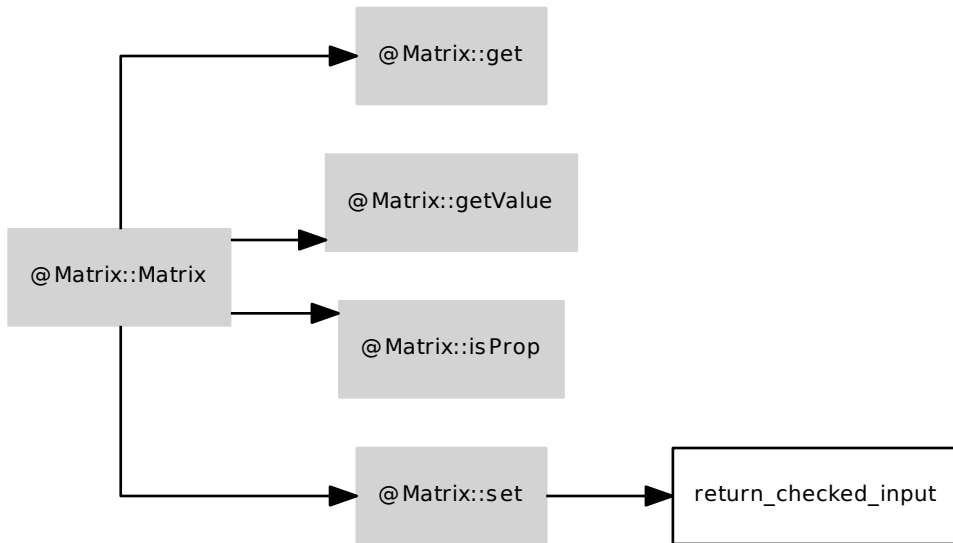 @Matrix::get
@Matrix::getValue
@Matrix::Matrix
@Matrix::isProp
@Matrix::set
return_checked_input